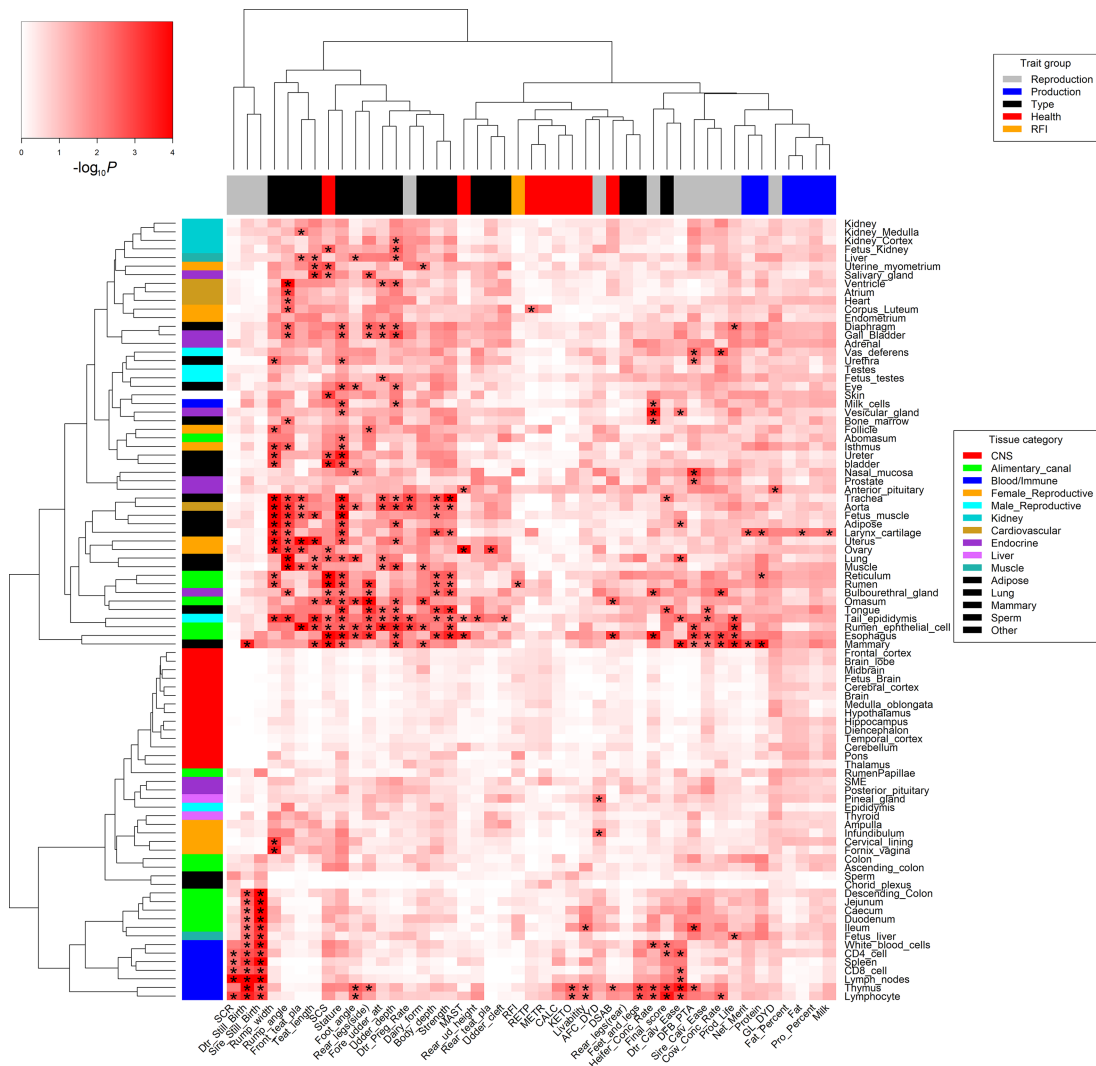 0 1 2 3 4
-log10P
Trait group
Reproduction
Production
Type
Health
RFI
Kidney
Kidney_Medulla
Kidney_Cortex
Fetus_Kidney
Liver
Uterine_myometrium
Salivary_gland
Ventricle
Atrium
Heart
Corpus_Luteum
Endometrium
Diaphragm
Gall_Bladder
Adrenal
Vas_deferens
Urethra
Testes
Fetus_testes
Eye
Skin
Milk_cells
Vesicular_gland
Bone_marrow
Follicle
Abomasum
Isthmus
Ureter
bladder
Nasal_mucosa
Prostate
Anterior_pituitary
Trachea
Aorta
Fetus_muscle
Adipose
Larynx_cartilage
Uterus
Ovary
Lung
Muscle
Reticulum
Rumen
Bulbourethral_gland
Omasum
Tongue
Tail_epididymis
Rumen_ephithelial_cell
Esophagus
Mammary
Frontal_cortex
Brain_lobe
Midbrain
Fetus_Brain
Cerebral_cortex
Brain
Medulla_oblongata
Hypothalamus
Hippocampus
Diencephalon
Temporal_cortex
Cerebellum
Pons
Thalamus
RumenPapillae
SME
Posterior_pituitary
Pineal_gland
Epididymis
Thyroid
Ampulla
Infundibulum
Cervical_lining
Fornix_vagina
Colon
Ascending_colon
Sperm
Chorid_plexus
Descending_Colon
Jejunum
Caecum
Duodenum
Ileum
Fetus_liver
White_blood_cells
CD4_cell
Spleen
CD8_cell
Lymph_nodes
Thymus
Lymphocyte
Tissue category
CNS
Alimentary_canal
Blood/Immune
Female_Reproductive
Male_Reproductive
Kidney
Cardiovascular
Endocrine
Liver
Muscle
Adipose
Lung
Mammary
Sperm
Other
SCR
Dtr_Still_Birth
Sire_Still_Birth
Rump_width
Rump_angle
Front_Teat_pla
Teat_length
SCS
Stature
Foot_angle
Rear_legs(side)
Fore_udder_att
Udder_depth
Dtr_Preg_Rate
Dairy_form
Body_depth
Strength
MAST
Rear_ud_height
Rear_teat_pla
Udder_cleft
RFI
RETP
METR
CALC
KETO
Livability
AFC_DYD
DSAB
Rear_legs(rear)
Feet_and_legs
Heifer_Conc_Rate
Final_score
Dtr_Calv_Ease
DFB_PTA
Sire_Calv_Ease
Cow_Conc_Rate
Prod_Life
Net_Merit
Protein
GL_DYD
Fat_Percent
Fat
Pro_Percent
Milk